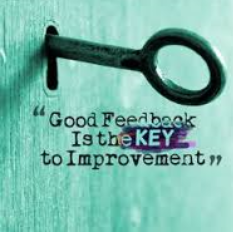 “Good Feedback
Is the KEY
to Improvement”